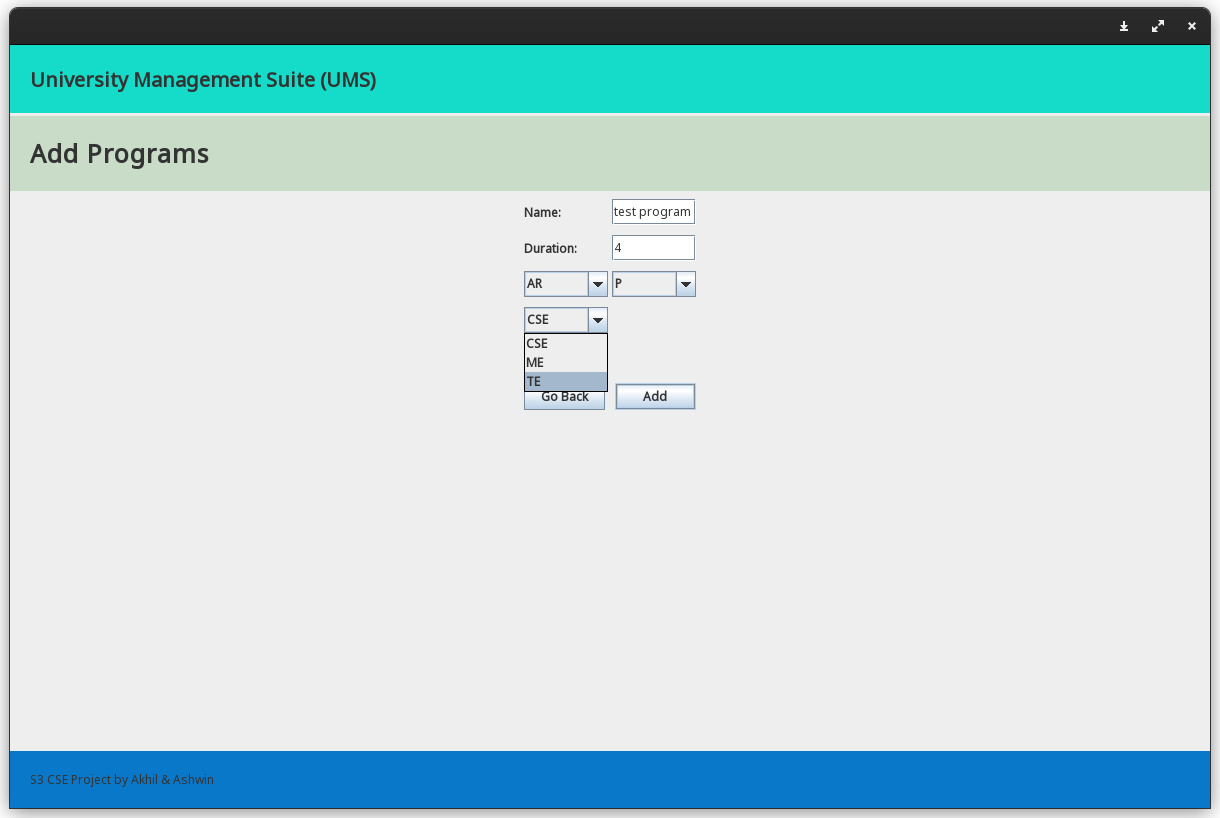 University Management Suite (UMS)
Add Programs
Name: test program
Duration: 4
AR P
CSE
CSE
ME
TE
Go Back Add
S3 CSE Project by Akhil & Ashwin